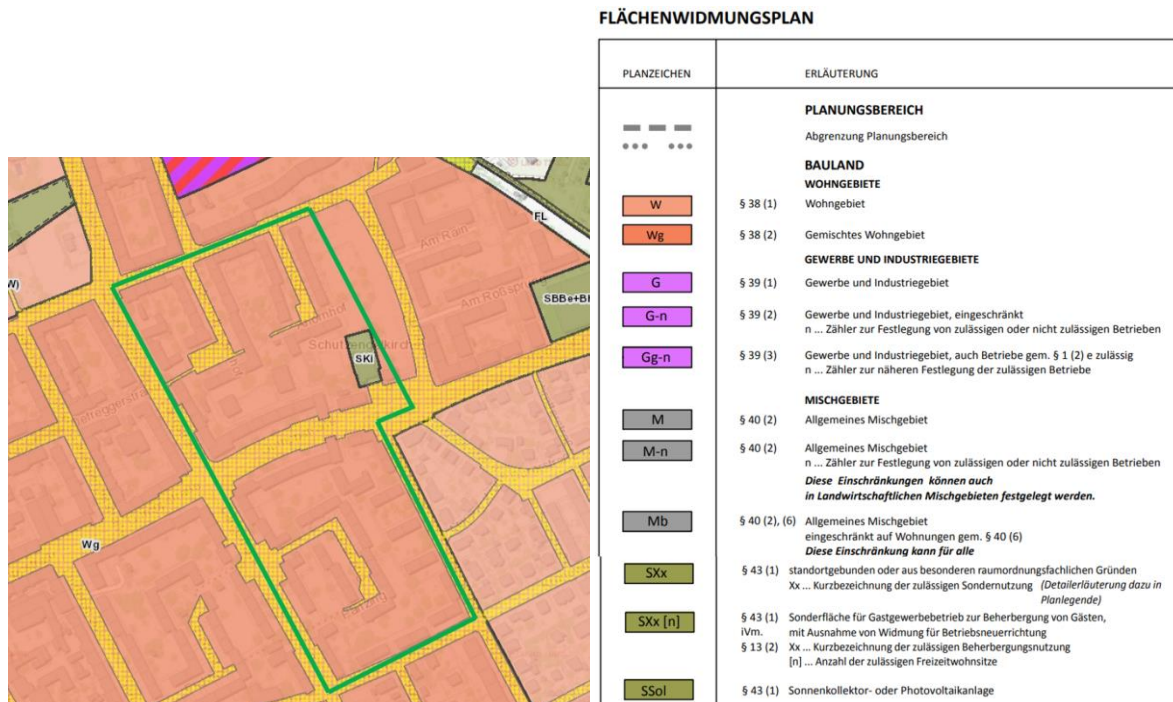 FLÄCHENWIDMUNGSPLAN
PLANZEICHEN ERLÄUTERUNG
PLANUNGSBEREICH
Abgrenzung Planungsbereich
BAULAND
WOHNGEBIETE
W § 38 (1) Wohngebiet
Wg § 38 (2) Gemischtes Wohngebiet
GEWERBE UND INDUSTRIEGEBIETE
G § 39 (1) Gewerbe und Industriegebiet
G-n § 39 (2) Gewerbe und Industriegebiet, eingeschränkt
n ... Zähler zur Festlegung von zulässigen oder nicht zulässigen Betrieben
Gg-n § 39 (3) Gewerbe und Industriegebiet, auch Betriebe gem. § 1 (2) e zulässig
n ... Zähler zur näheren Festlegung der zulässigen Betriebe
MISCHGEBIETE
M § 40 (2) Allgemeines Mischgebiet
M-n § 40 (2) Allgemeines Mischgebiet
n ... Zähler zur Festlegung von zulässigen oder nicht zulässigen Betrieben
Diese Einschränkungen können auch
in Landwirtschaftlichen Mischgebieten festgelegt werden.
Mb § 40 (2), (6) Allgemeines Mischgebiet
eingeschränkt auf Wohnungen gem. § 40 (6)
Diese Einschränkung kann für alle
SXx § 43 (1) standortgebunden oder aus besonderen raumordnungsfachlichen Gründen
Xx ... Kurzbezeichnung der zulässigen Sondernutzung (Detailerläuterung dazu in
Planlegende)
SXx [n] § 43 (1) Sonderfläche für Gastgewerbebetrieb zur Beherbergung von Gästen,
iVm. mit Ausnahme von Widmung für Betriebsneuerrichtung
§ 13 (2) Xx ... Kurzbezeichnung der zulässigen Beherbergungsnutzung
[n] ... Anzahl der zulässigen Freizeitwohnsitze
SSol § 43 (1) Sonnenkollektor- oder Photovoltaikanlage
FL
Am Rain
W)
Am Roßspr
SBBe+B
SKi
Wg